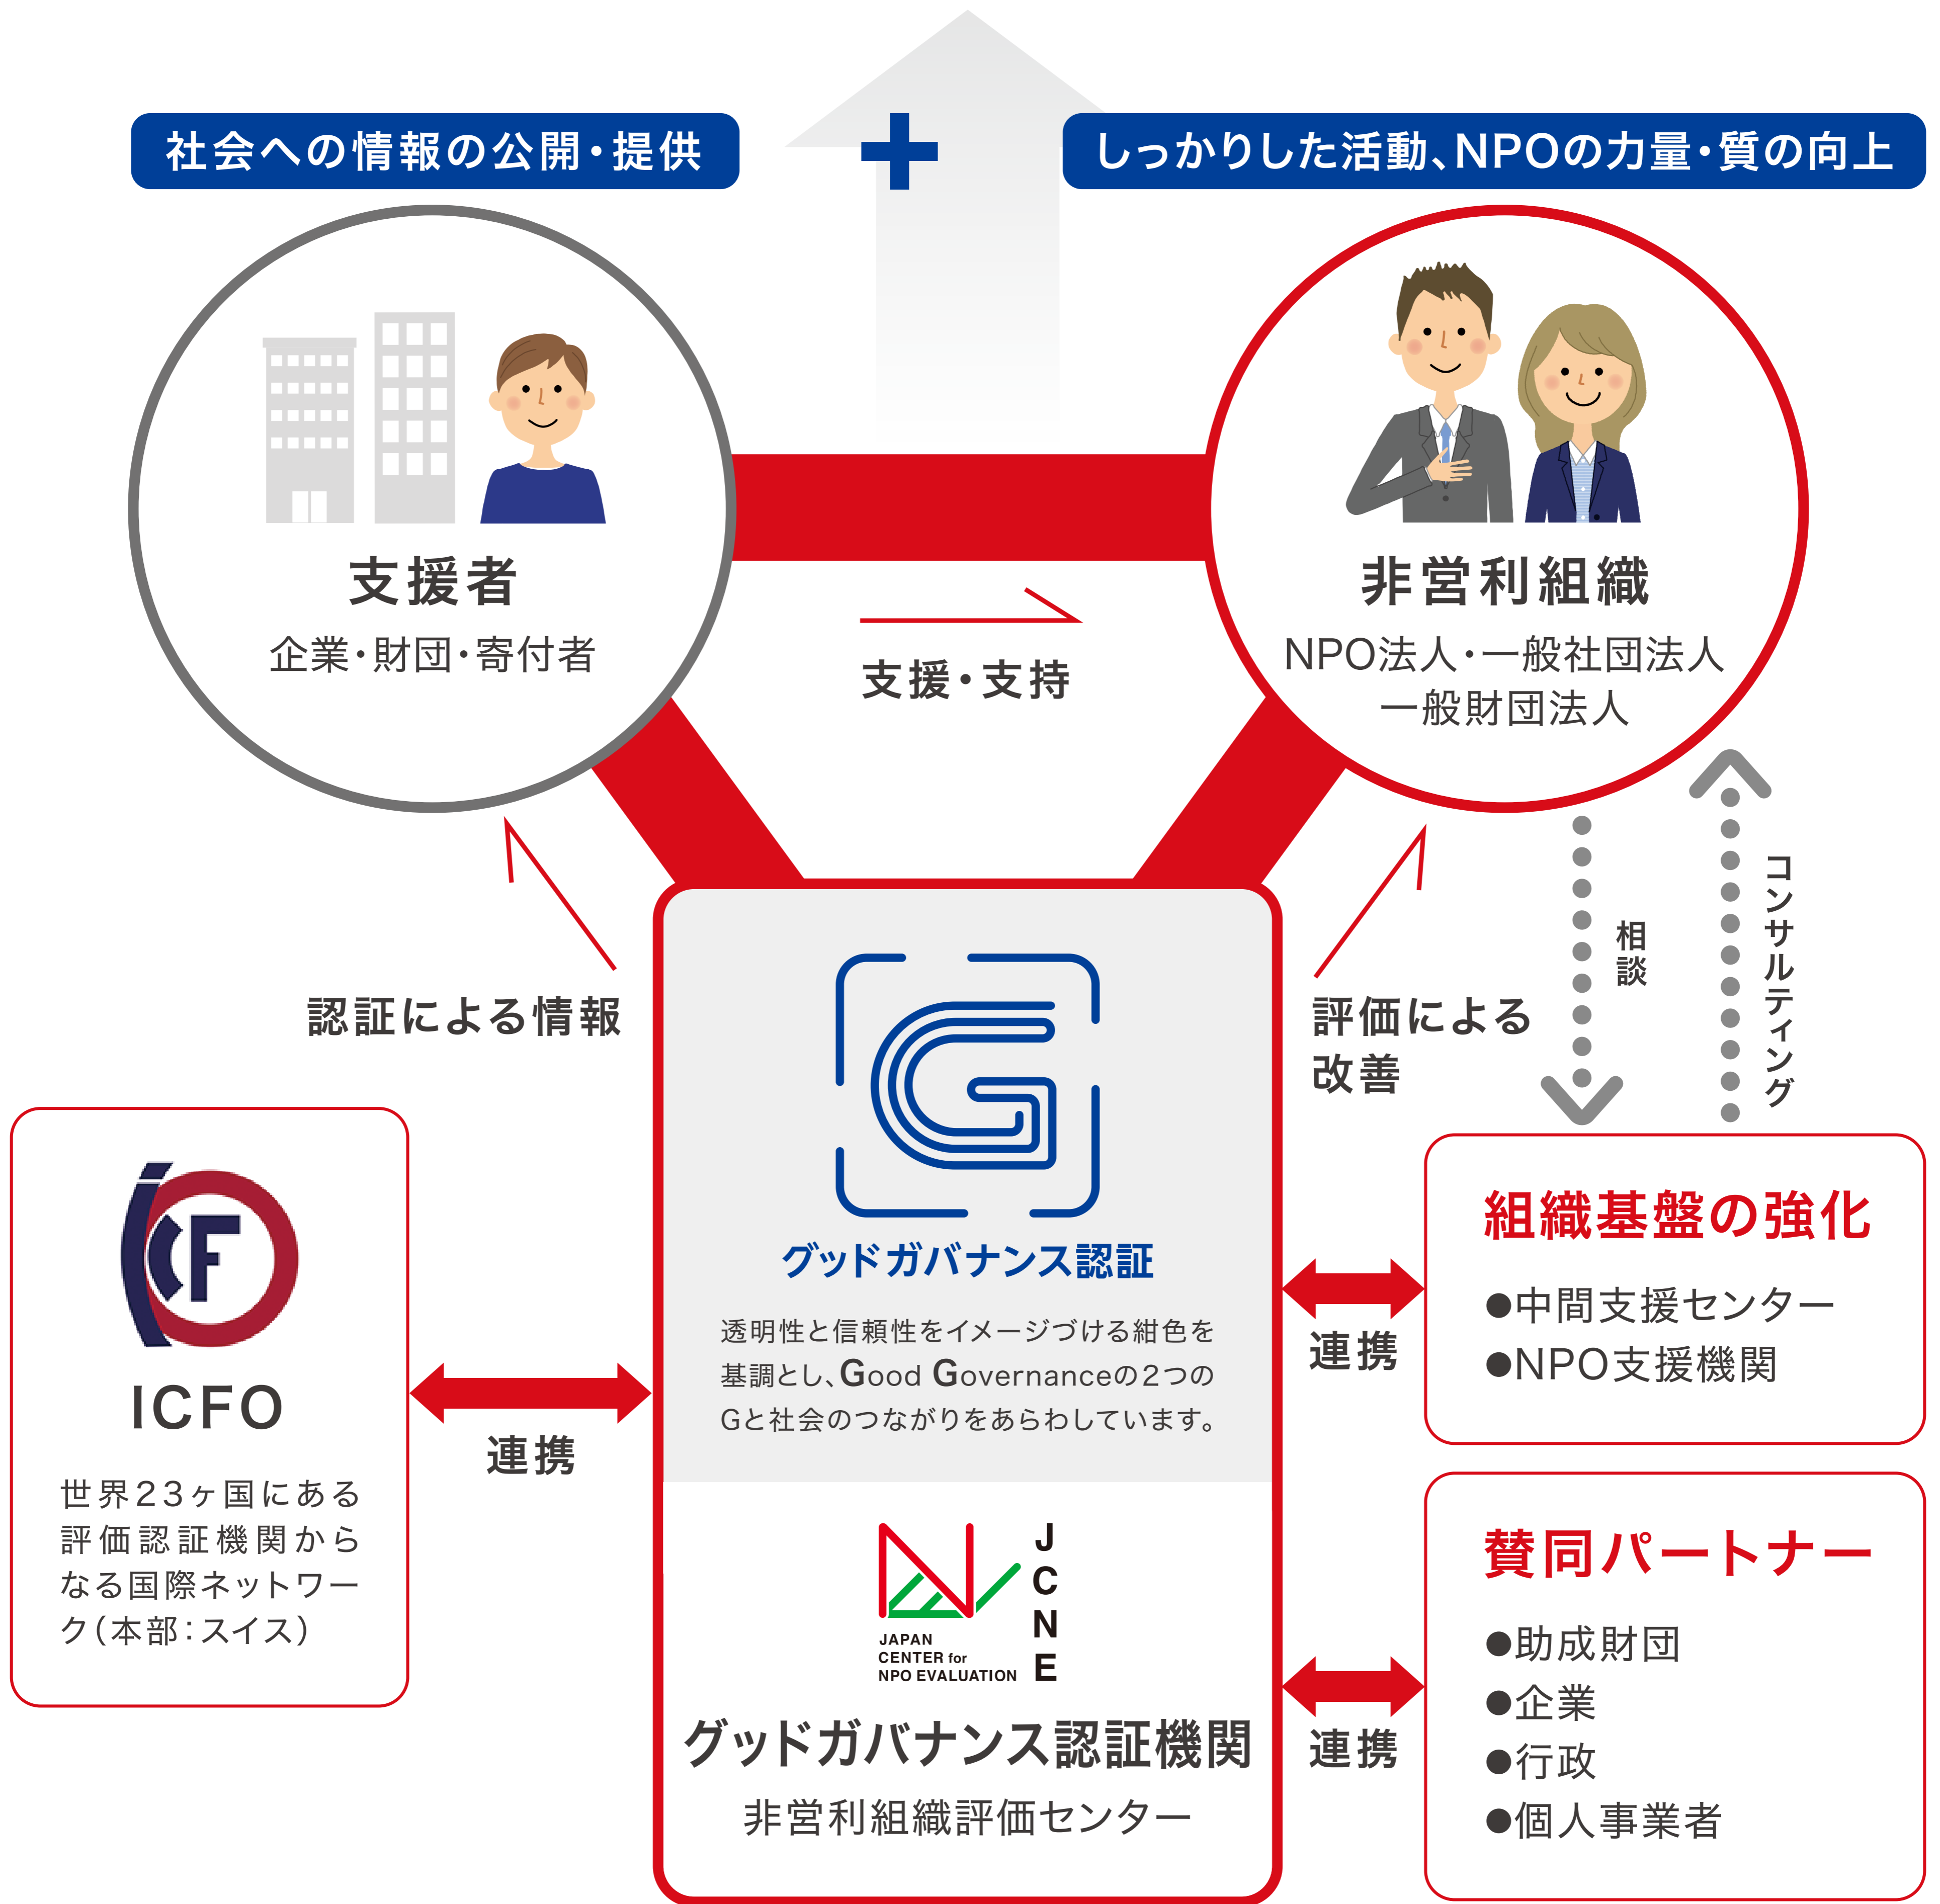 社会への情報の公開・提供
しっかりした活動、NPOの力量・質の向上
支援者
企業・財団・寄付者
非営利組織
NPO法人・一般社団法人
一般財団法人
支援・支持
認証による情報
評価による
改善
相談
コンサルティング
グッドガバナンス認証
透明性と信頼性をイメージづける紺色を
基調とし、Good Governanceの2つの
Gと社会のつながりをあらわしています。
ICFO
世界23ヶ国にある
評価認証機関から
なる国際ネットワー
ク(本部:スイス)
連携
JCNE
JAPAN
CENTER for
NPO EVALUATION
グッドガバナンス認証機関
非営利組織評価センター
連携
組織基盤の強化
●中間支援センター
●NPO支援機関
連携
賛同パートナー
●助成財団
●企業
●行政
●個人事業者